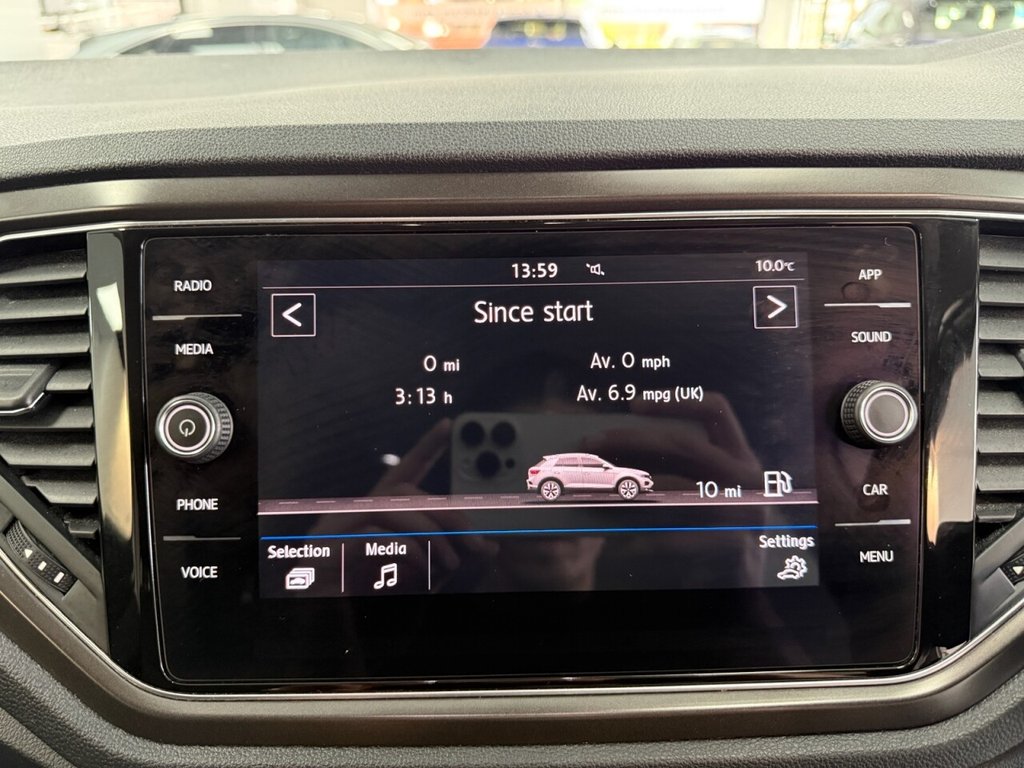 RADIO
MEDIA
PHONE
VOICE
13:59
10.0°C
<
Since start
>
0 mi
Av. 0 mph
3:13 h
Av. 6.9 mpg (UK)
10 mi
Selection
Media
Settings
APP
SOUND
CAR
MENU